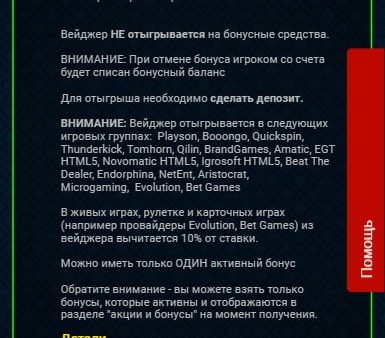 Вейджер НЕ отыгрывается на бонусные средства.
ВНИМАНИЕ: При отмене бонуса игроком со счета
будет списан бонусный баланс
Для отыгрыша необходимо сделать депозит.
ВНИМАНИЕ: Вейджер отыгрывается в следующих
игровых группах: Playson, Booongo, Quickspin,
Thunderkick, Tomhorn, Qilin, BrandGames, Amatic, EGT
HTML5, Novomatic HTML5, Igrosoft HTML5, Beat The
Dealer, Endorphina, NetEnt, Aristocrat,
Microgaming, Evolution, Bet Games
В живых играх, рулетке и карточных играх
(например провайдеры Evolution, Bet Games) из
вейджера вычитается 10% от ставки.
Можно иметь только ОДИН активный бонус
Обратите внимание - вы можете взять только
бонусы, которые активны и отображаются в
разделе "акции и бонусы" на момент получения.
Детали
Помощь